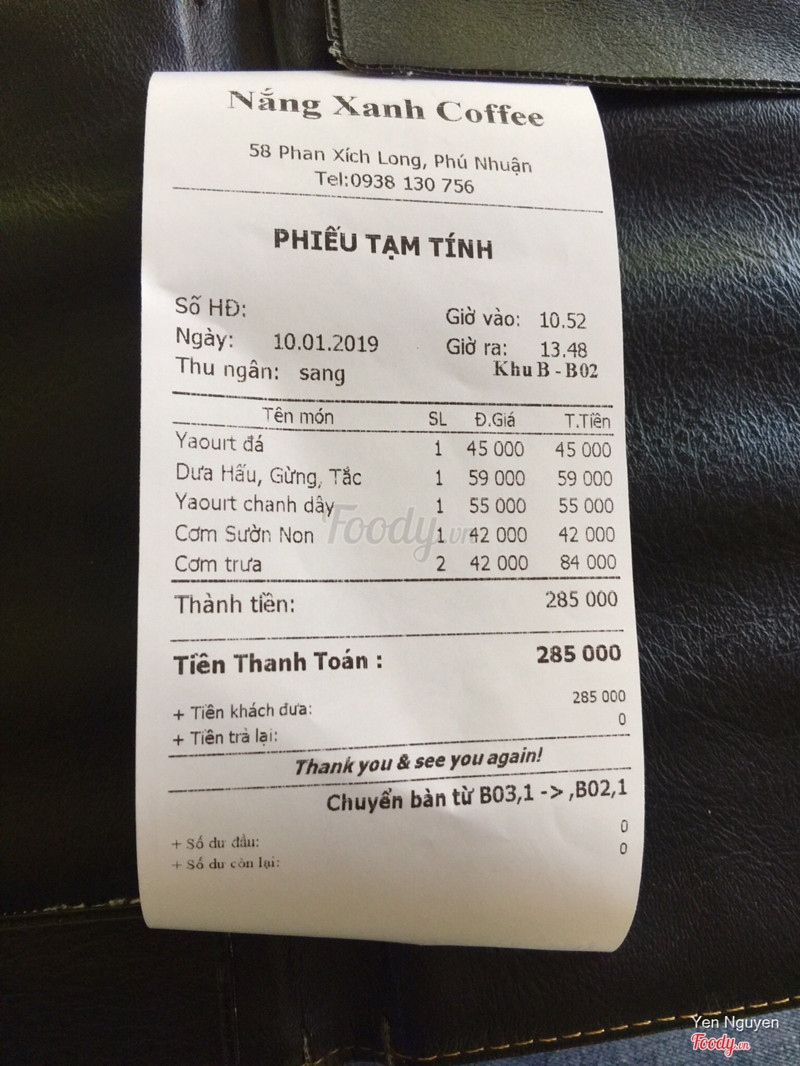 Nắng Xanh Coffee
58 Phan Xích Long, Phú Nhuận
Tel:0938 130 756
PHIẾU TẠM TÍNH
Số HĐ:
Giờ vào: 10.52
Ngày: 10.01.2019
Giờ ra: 13.48
Thu ngân: sang
Khu B - B02
Tên món SL Đ.Giá T.Tiền
Yaourt đá 1 45 000 45 000
Dưa Hấu, Gừng, Tắc 1 59 000 59 000
Yaourt chanh dây 1 55 000 55 000
Cơm Sườn Non 1 42 000 42 000
Cơm trưa 2 42 000 84 000
Thành tiền: 285 000
Tiền Thanh Toán : 285 000
+ Tiền khách đưa: 285 000
+ Tiền trả lại: 0
Thank you & see you again!
Chuyển bàn từ B03,1 -> ,B02,1
+ Số dư đầu: 0
+ Số dư còn lại: 0
Foody.vn
Yen Nguyen
Foody.vn